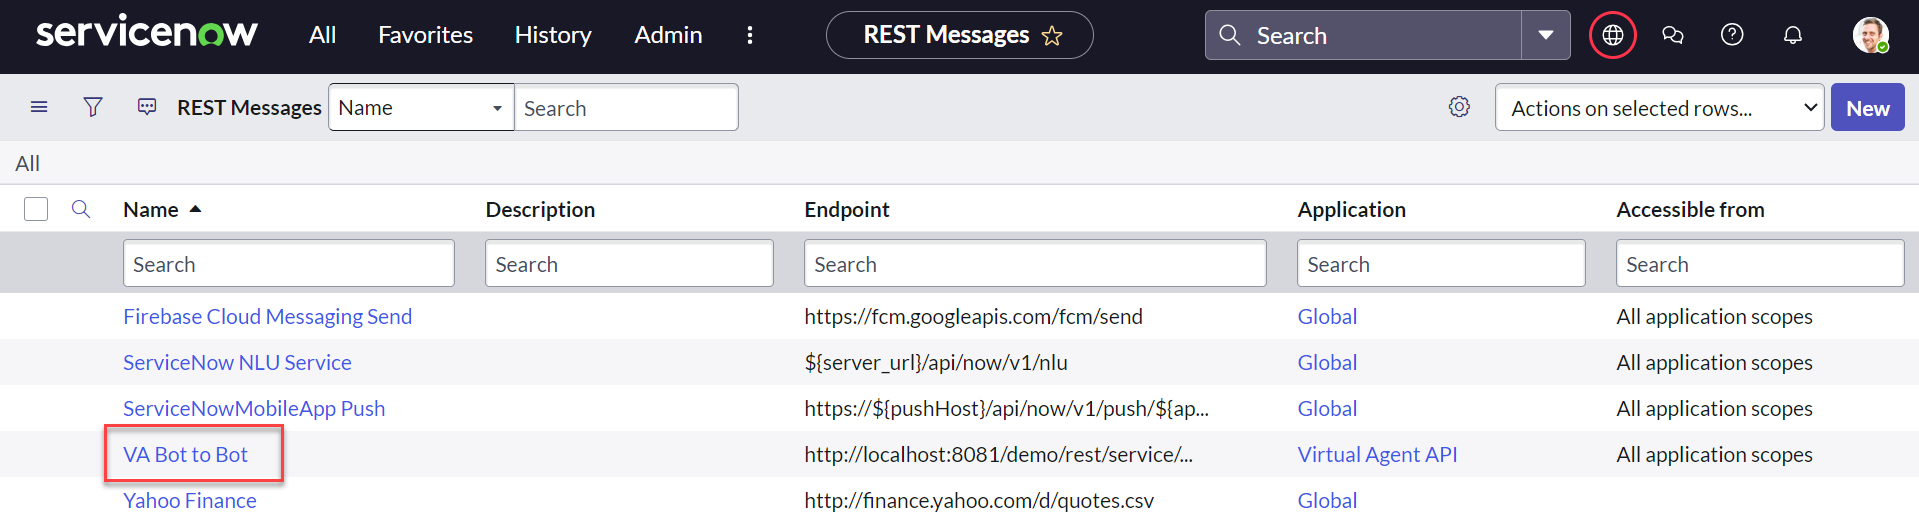 servicenow All Favorites History Admin REST Messages Search
REST Messages Name Search Actions on selected rows... New
All
Name Description Endpoint Application Accessible from
Search Search Search Search Search
Firebase Cloud Messaging Send https://fcm.googleapis.com/fcm/send Global All application scopes
ServiceNow NLU Service ${server_url}/api/now/v1/nlu Global All application scopes
ServiceNowMobileApp Push https://${pushHost}/api/now/v1/push/${ap... Global All application scopes
VA Bot to Bot http://localhost:8081/demo/rest/service/... Virtual Agent API All application scopes
Yahoo Finance http://finance.yahoo.com/d/quotes.csv Global